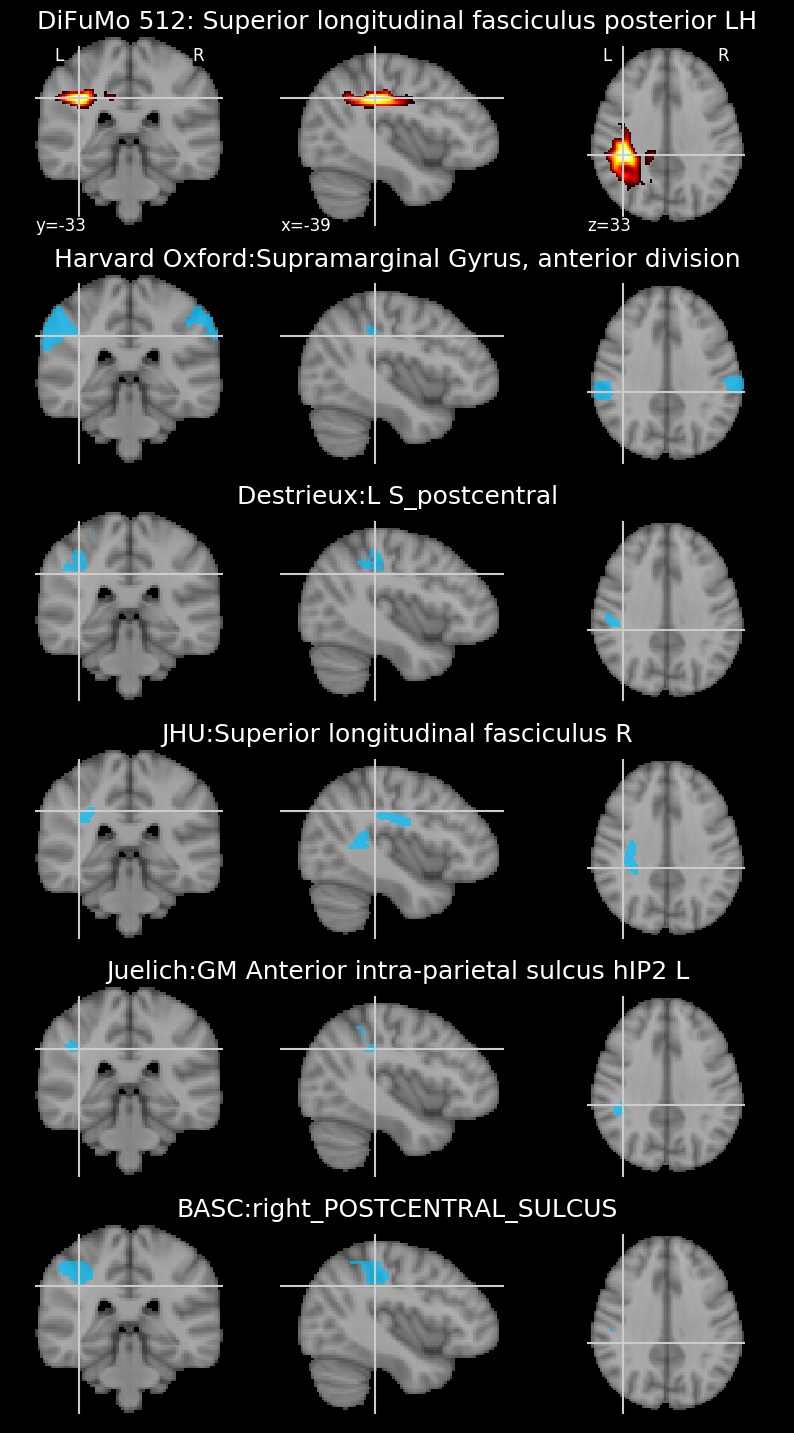 DiFuMo 512: Superior longitudinal fasciculus posterior LH
L R L R
y=-33 x=-39 z=33
Harvard Oxford:Supramarginal Gyrus, anterior division
Destrieux:L S_postcentral
JHU:Superior longitudinal fasciculus R
Juelich:GM Anterior intra-parietal sulcus hIP2 L
BASC:right_POSTCENTRAL_SULCUS